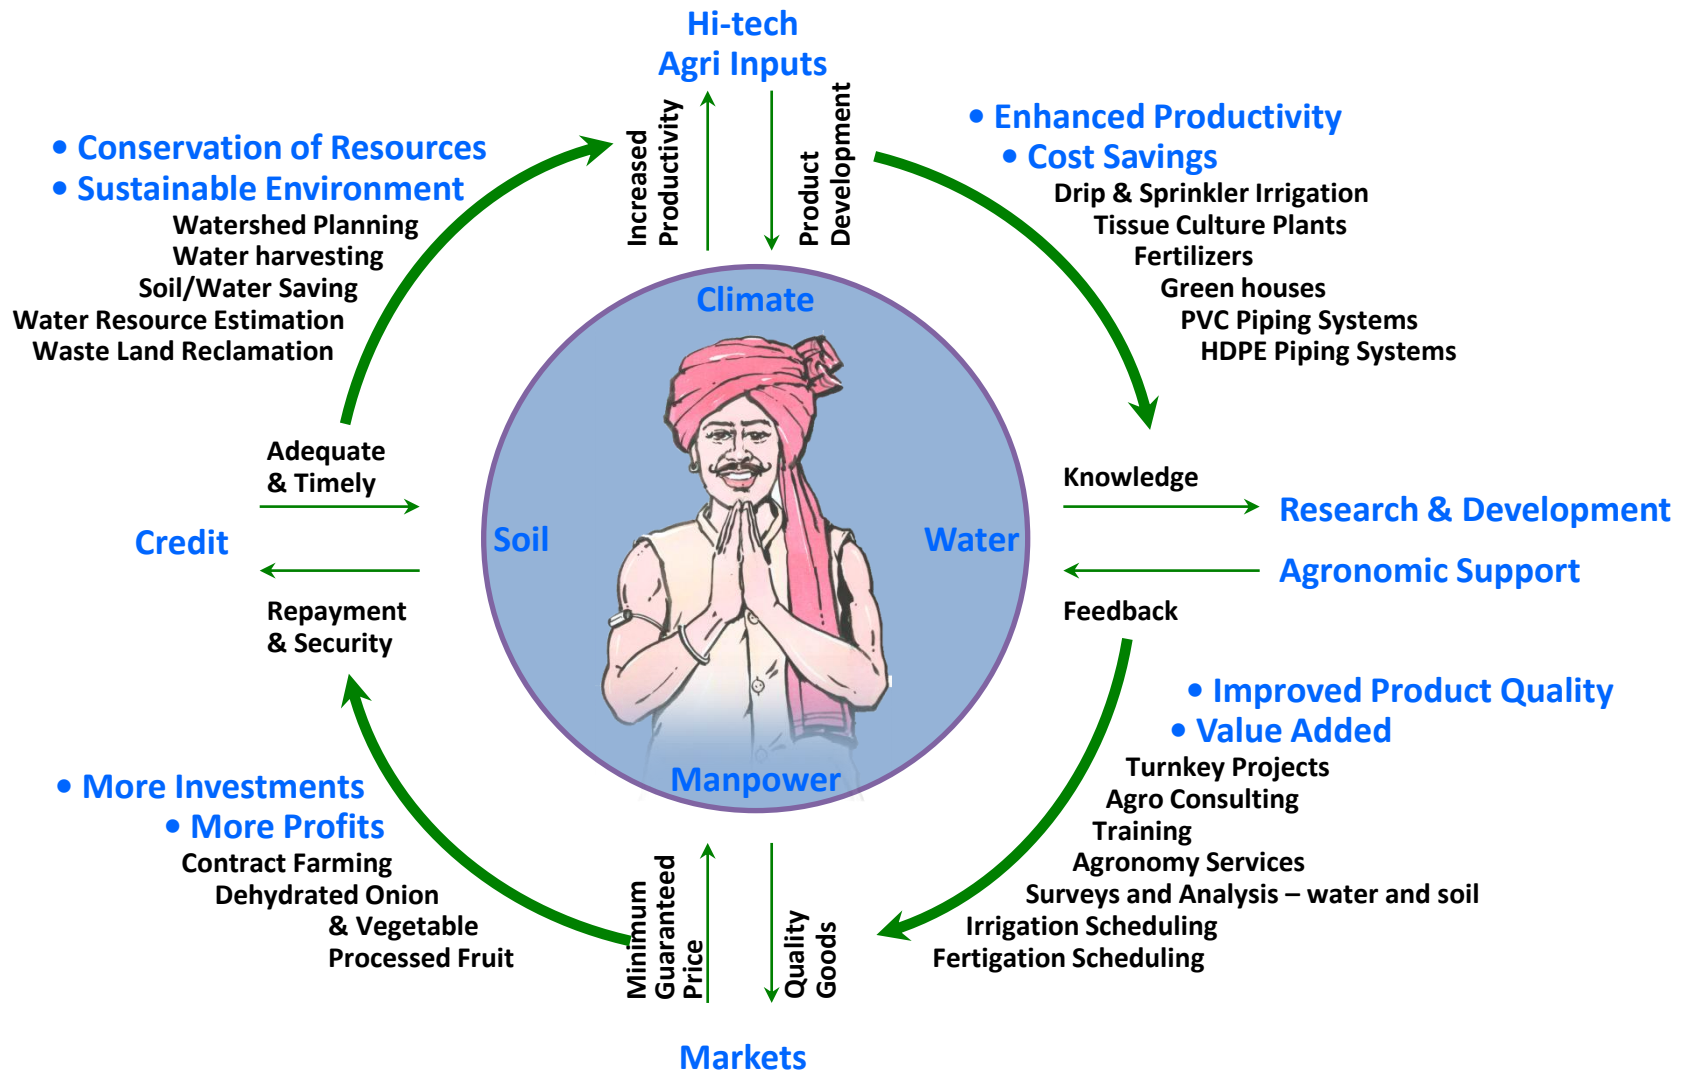 Hi-tech
Agri Inputs
Increased
Productivity
Product
Development
• Conservation of Resources
• Sustainable Environment
Watershed Planning
Water harvesting
Soil/Water Saving
Water Resource Estimation
Waste Land Reclamation
• Enhanced Productivity
• Cost Savings
Drip & Sprinkler Irrigation
Tissue Culture Plants
Fertilizers
Green houses
PVC Piping Systems
HDPE Piping Systems
Climate
Soil
Water
Manpower
Adequate
& Timely
Credit
Repayment
& Security
Knowledge
Research & Development
Agronomic Support
Feedback
• More Investments
• More Profits
Contract Farming
Dehydrated Onion
& Vegetable
Processed Fruit
• Improved Product Quality
• Value Added
Turnkey Projects
Agro Consulting
Training
Agronomy Services
Surveys and Analysis – water and soil
Irrigation Scheduling
Fertigation Scheduling
Minimum
Guaranteed
Price
Quality
Goods
Markets